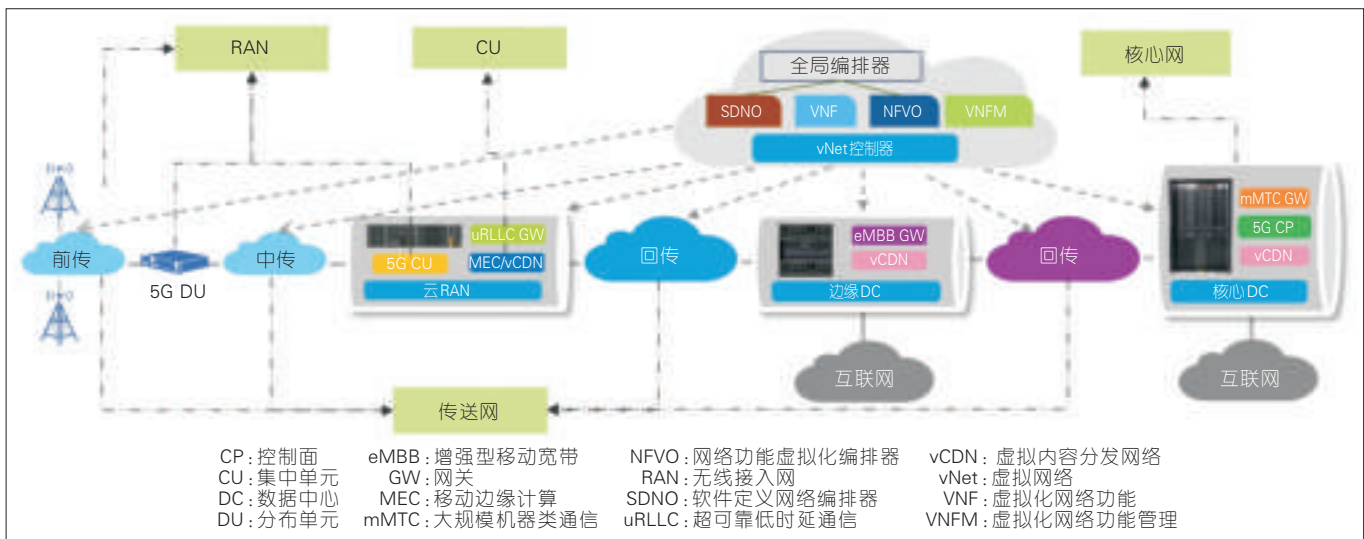 RAN
CU
全局编排器
核心网
SDNO
VNF
NFVO
VNFM
vNet控制器
mMTC GW
uRLLC GW
eMBB GW
5G CP
前传
中传
5G CU
MEC/vCDN
回传
vCDN
回传
vCDN
5G DU
云RAN
边缘DC
核心DC
互联网
互联网
传送网
CP：控制面 eMBB：增强型移动宽带 NFVO：网络功能虚拟化编排器 vCDN：虚拟内容分发网络
CU：集中单元 GW：网关 RAN：无线接入网 vNet：虚拟网络
DC：数据中心 MEC：移动边缘计算 SDNO：软件定义网络编排器 VNF：虚拟化网络功能
DU：分布单元 mMTC：大规模机器类通信 uRLLC：超可靠低时延通信 VNFM：虚拟化网络功能管理